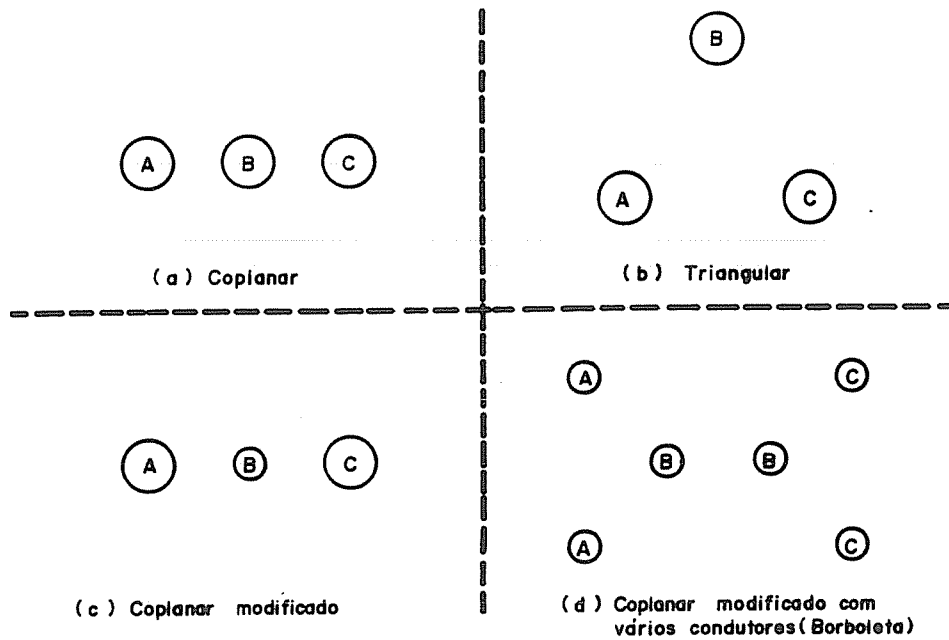 B
A B C
A C
(a) Coplanar
(b) Triangular
A C
A B C
B B
A C
(c) Coplanar modificado
(d) Coplanar modificado com
vários condutores (Borboleta)